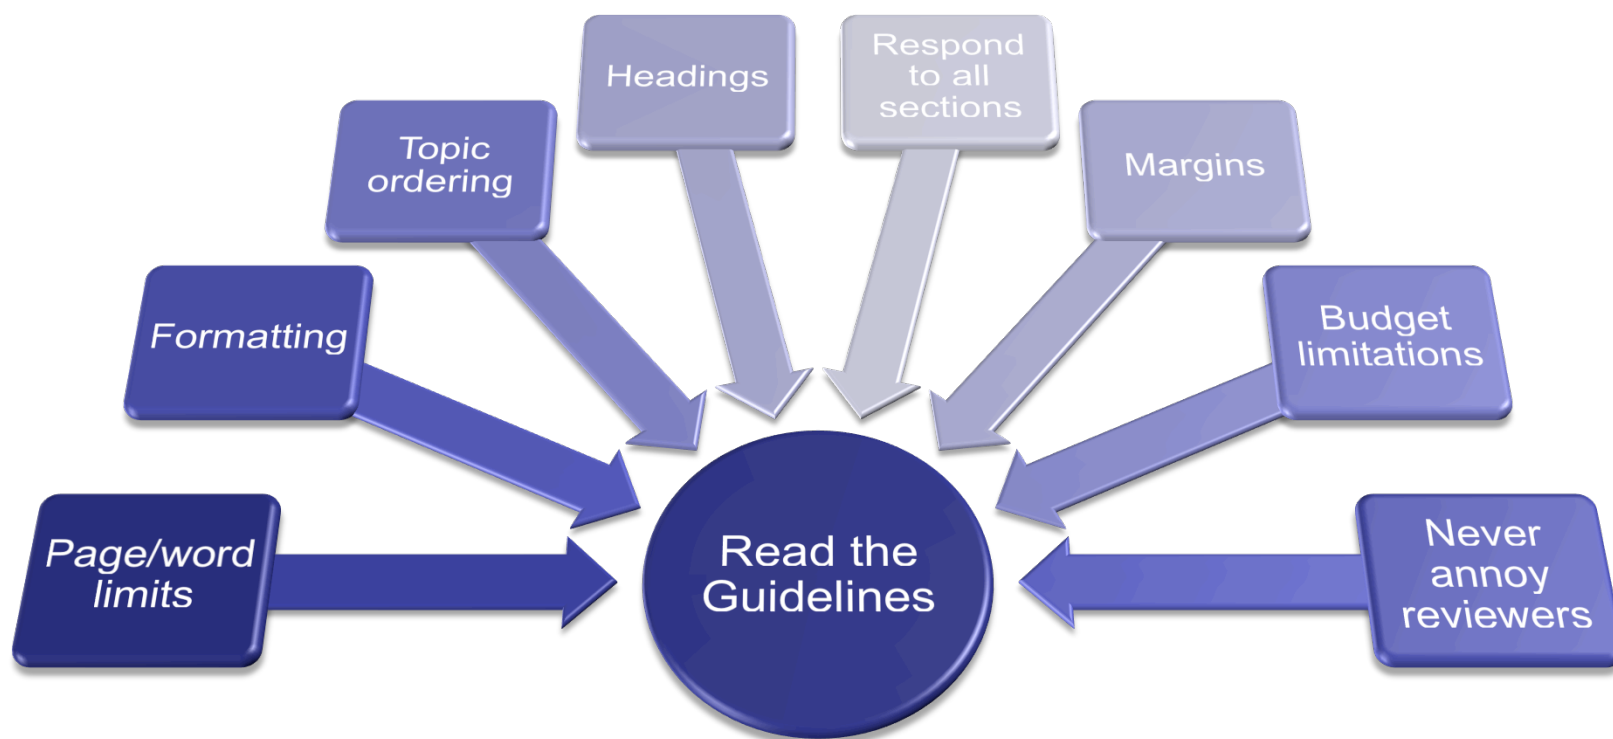 Page/word
limits
Formatting
Topic
ordering
Headings
Respond
to all
sections
Margins
Budget
limitations
Never
annoy
reviewers
Read the
Guidelines